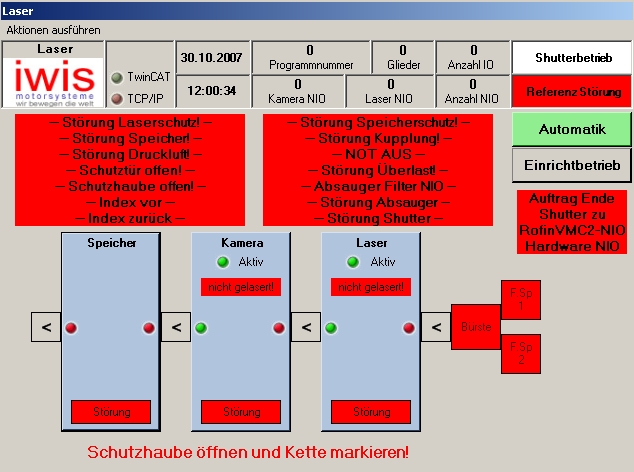 Laser
Aktionen ausführen
Laser
iwis
motorsysteme
wir bewegen die welt
TwinCAT
TCP/IP
30.10.2007
12:00:34
0
Programmnummer
0
Glieder
0
Anzahl IO
0
Kamera NIO
0
Laser NIO
0
Anzahl NIO
Shutterbetrieb
Referenz Störung
Automatik
Einrichtbetrieb
– Störung Laserschutz! –
– Störung Speicher! –
– Störung Druckluft! –
– Schutztür offen! –
– Schutzhaube offen! –
– Index vor –
– Index zurück –
– Störung Speicherschutz! –
– Störung Kupplung! –
– NOT AUS –
– Störung Überlast! –
– Absauger Filter NIO –
– Störung Absauger –
– Störung Shutter –
Auftrag Ende
Shutter zu
RofinVMC2-NIO
Hardware NIO
Speicher
Störung
Kamera
Aktiv
nicht gelasert!
Störung
Laser
Aktiv
nicht gelasert!
Störung
<
<
<
<
Bürste
F.Sp
1
F.Sp
2
Schutzhaube öffnen und Kette markieren!